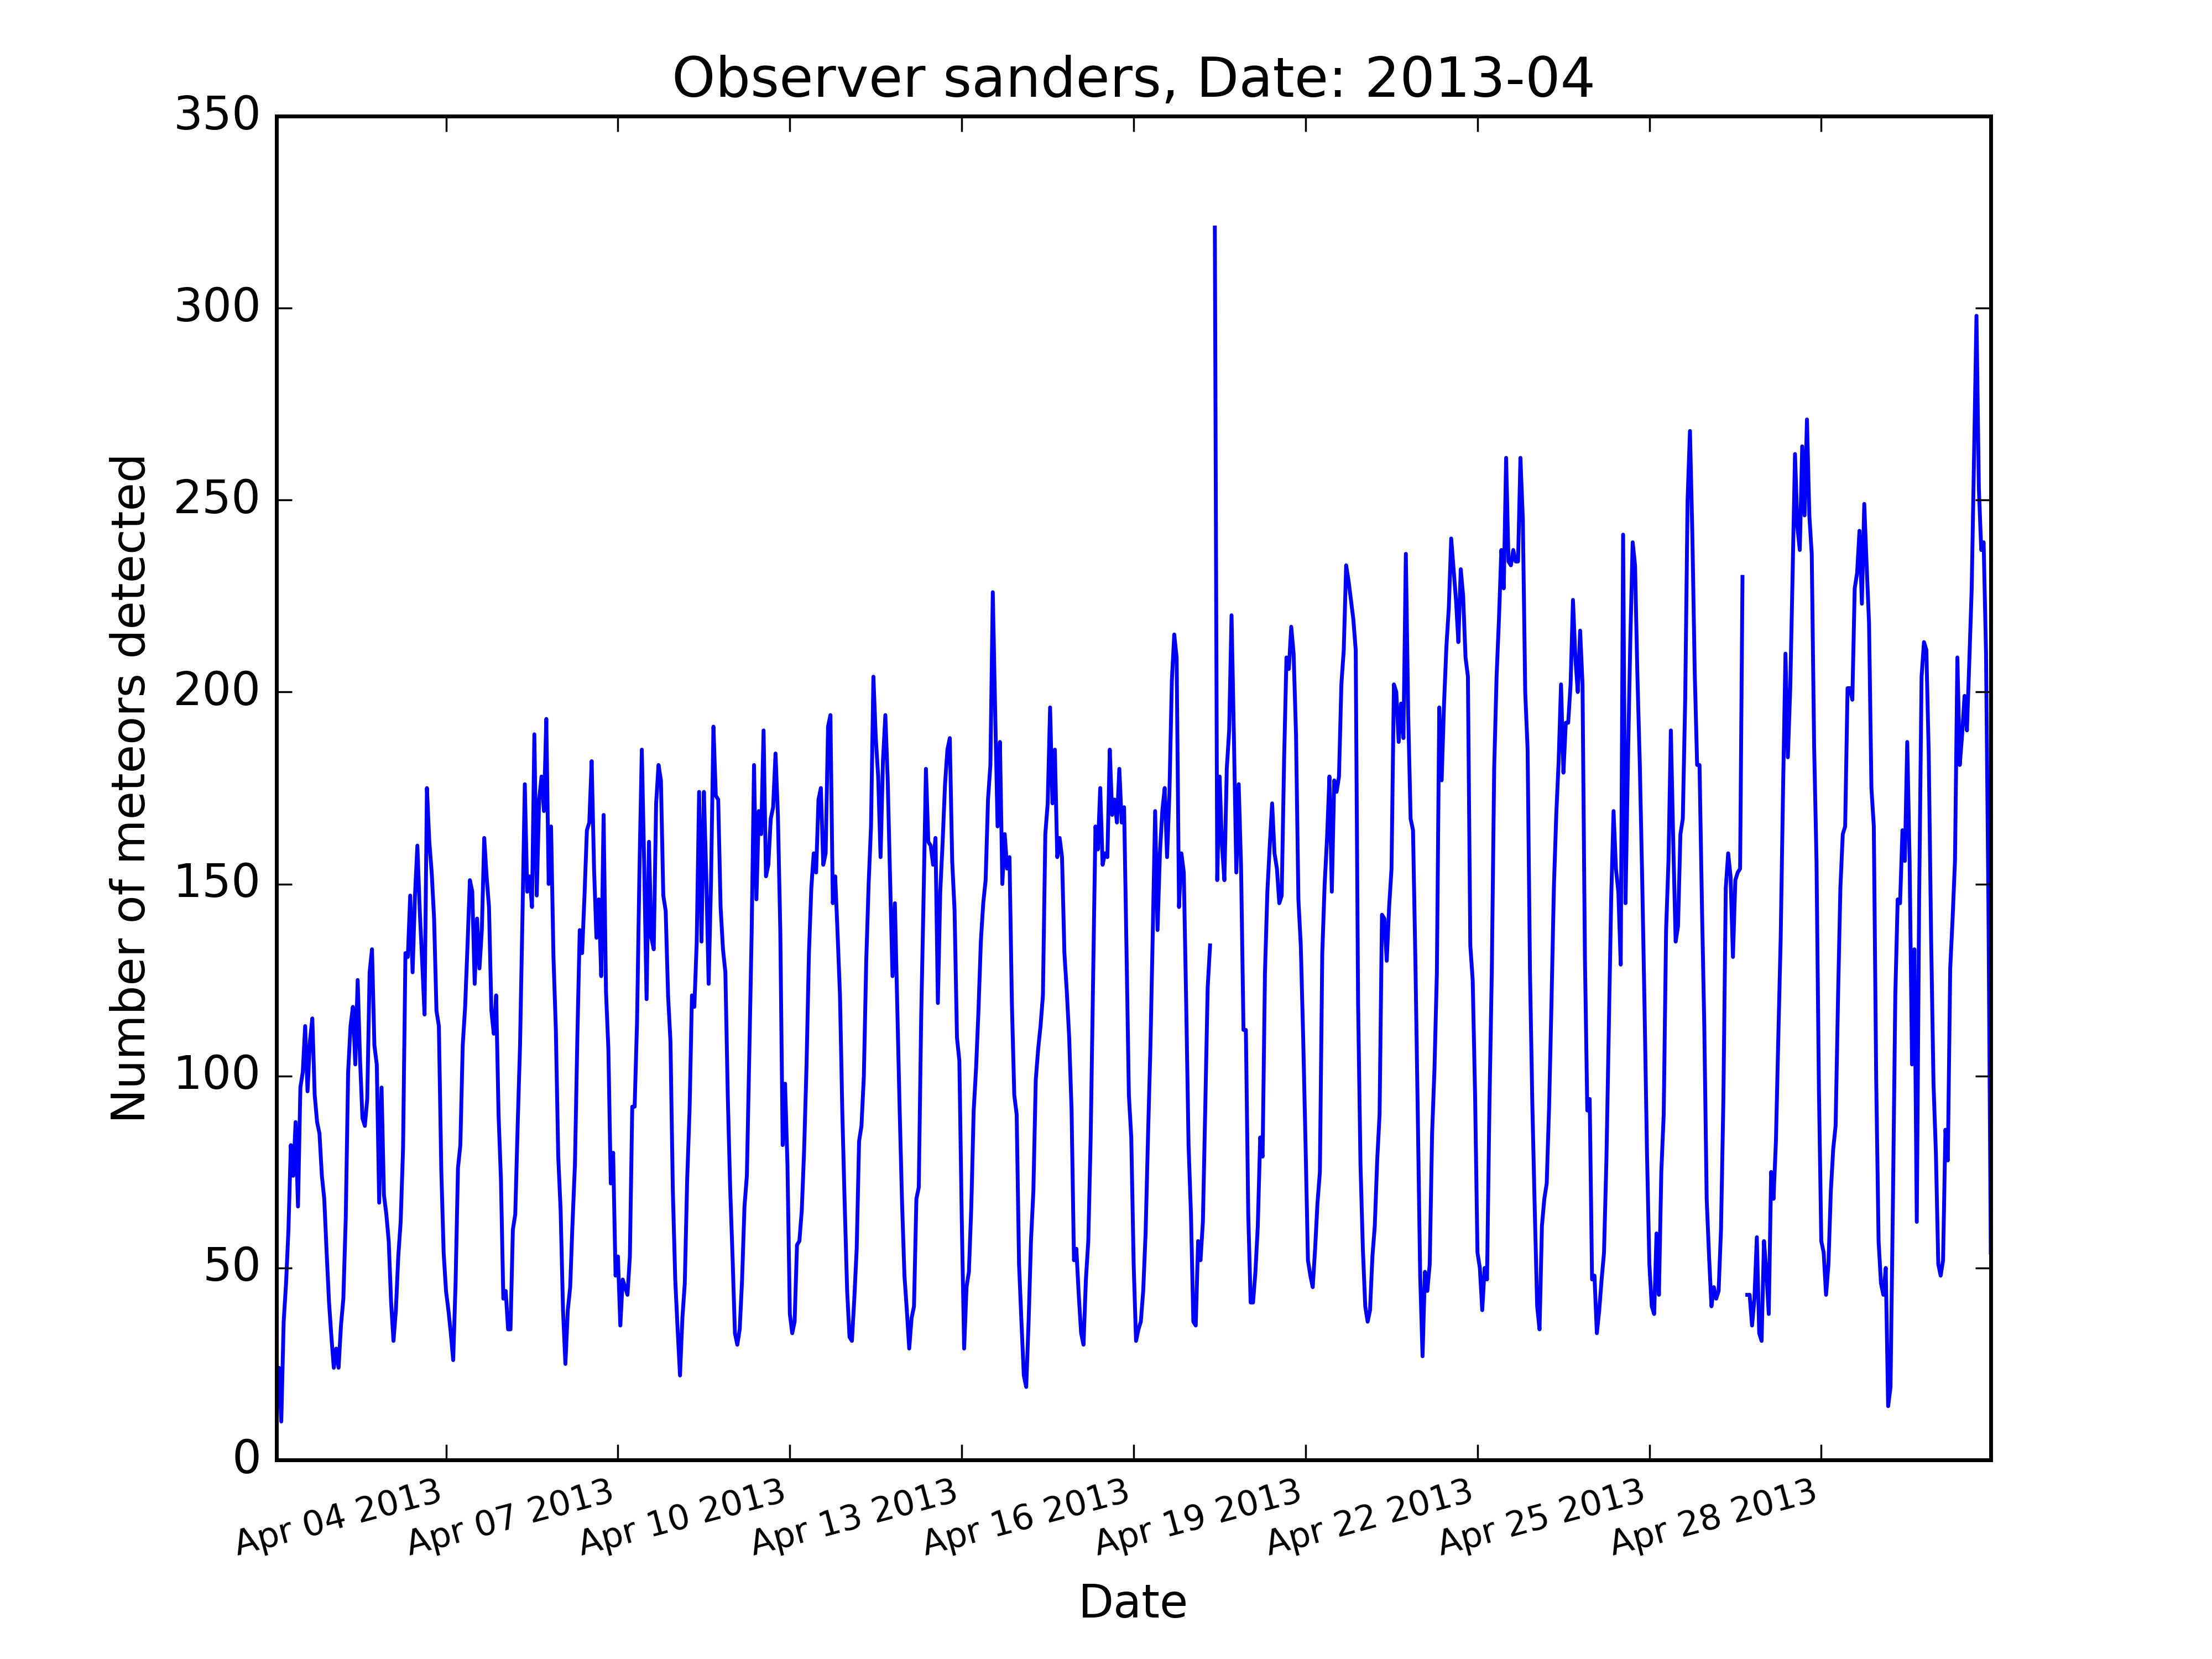 Observer sanders, Date: 2013-04
350
300
250
200
150
100
50
0
Number of meteors detected
Apr 04 2013
Apr 07 2013
Apr 10 2013
Apr 13 2013
Apr 16 2013
Apr 19 2013
Apr 22 2013
Apr 25 2013
Apr 28 2013
Date